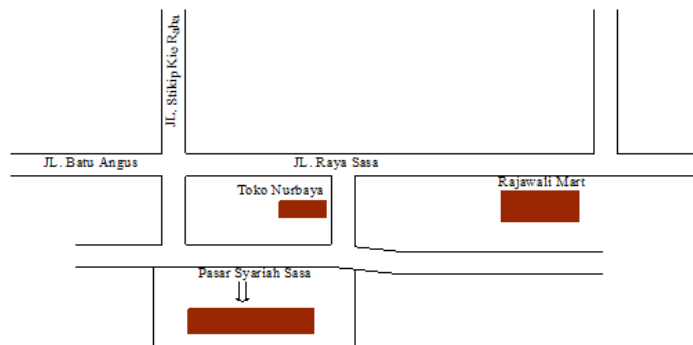 JL. Stikip Kie Raha
JL. Batu Angus
JL. Raya Sasa
Toko Nurbaya
Rajawali Mart
Pasar Syariah Sasa